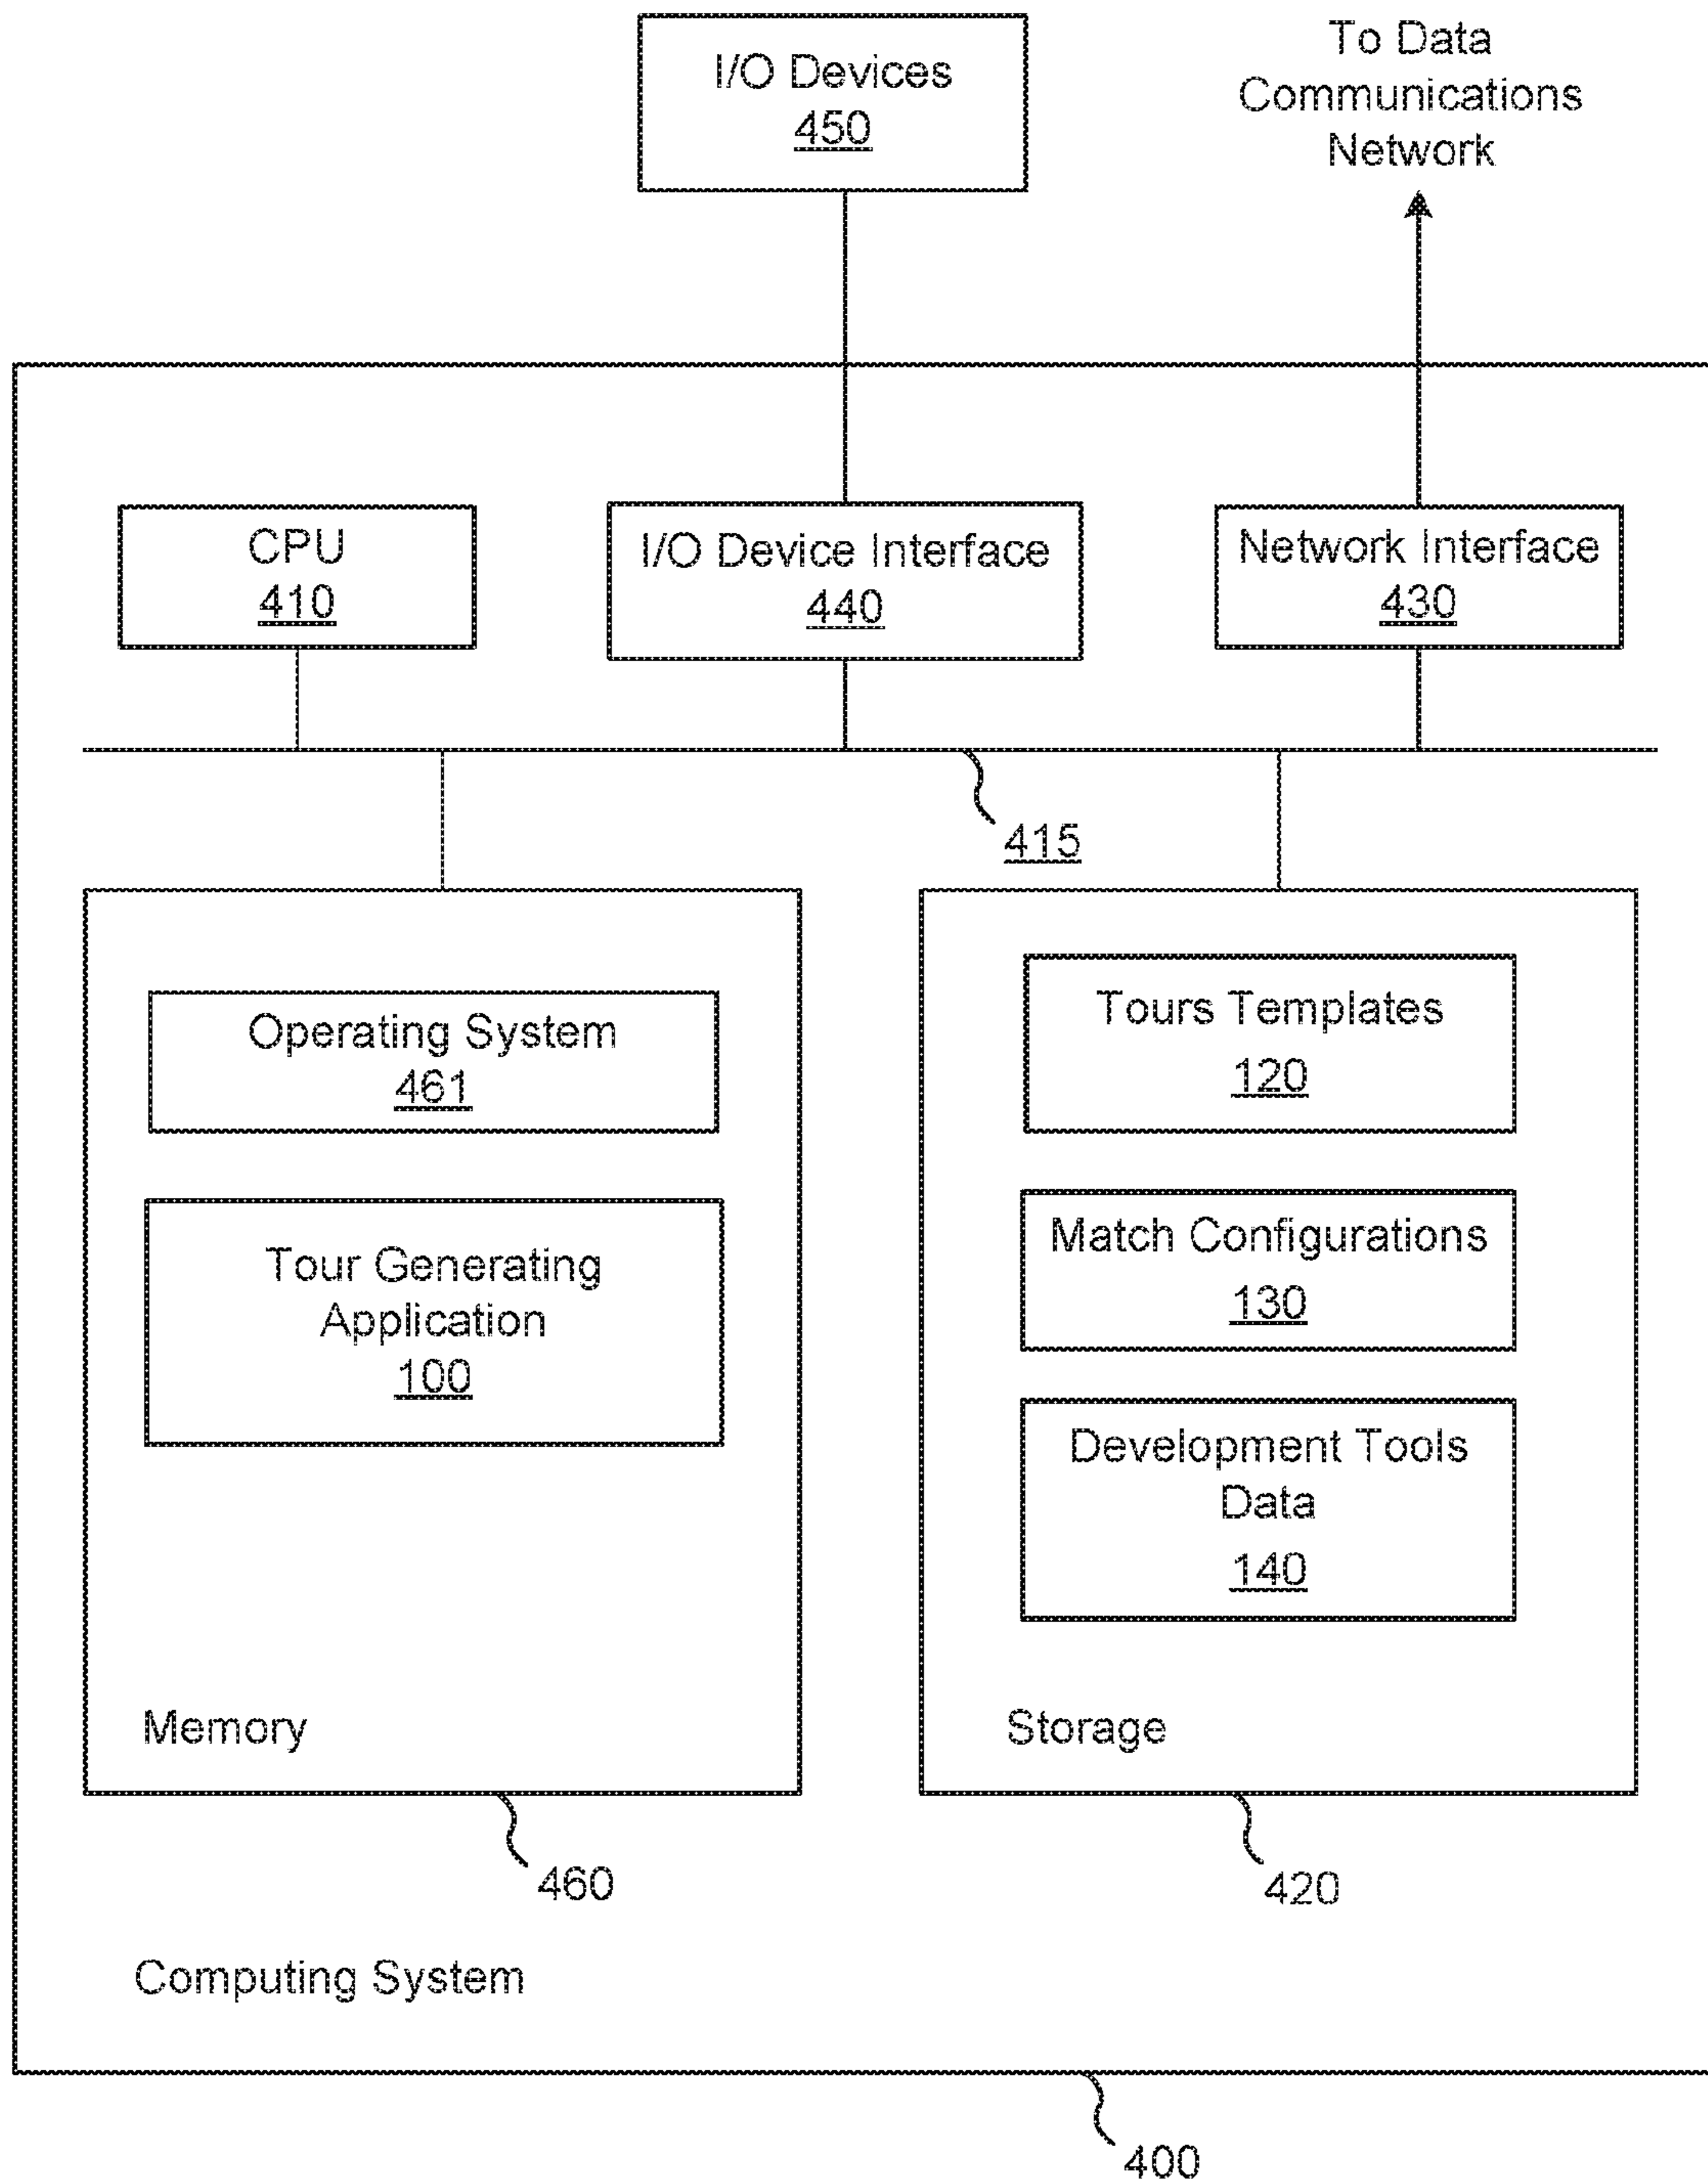 I/O Devices
450
To Data
Communications
Network
CPU
410
I/O Device Interface
440
Network Interface
430
415
Operating System
461
Tour Generating
Application
100
Memory
460
Tours Templates
120
Match Configurations
130
Development Tools
Data
140
Storage
420
Computing System
400